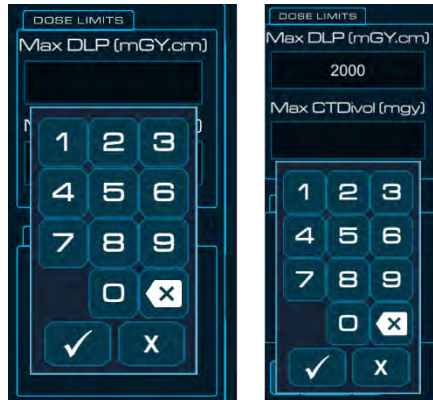 DOSE LIMITS
Max DLP (mGY.cm)
1 2 3
4 5 6
7 8 9
0 X
✓ X
DOSE LIMITS
Max DLP (mGY.cm)
2000
Max CTDIvol (mgy)
1 2 3
4 5 6
7 8 9
0 X
✓ X